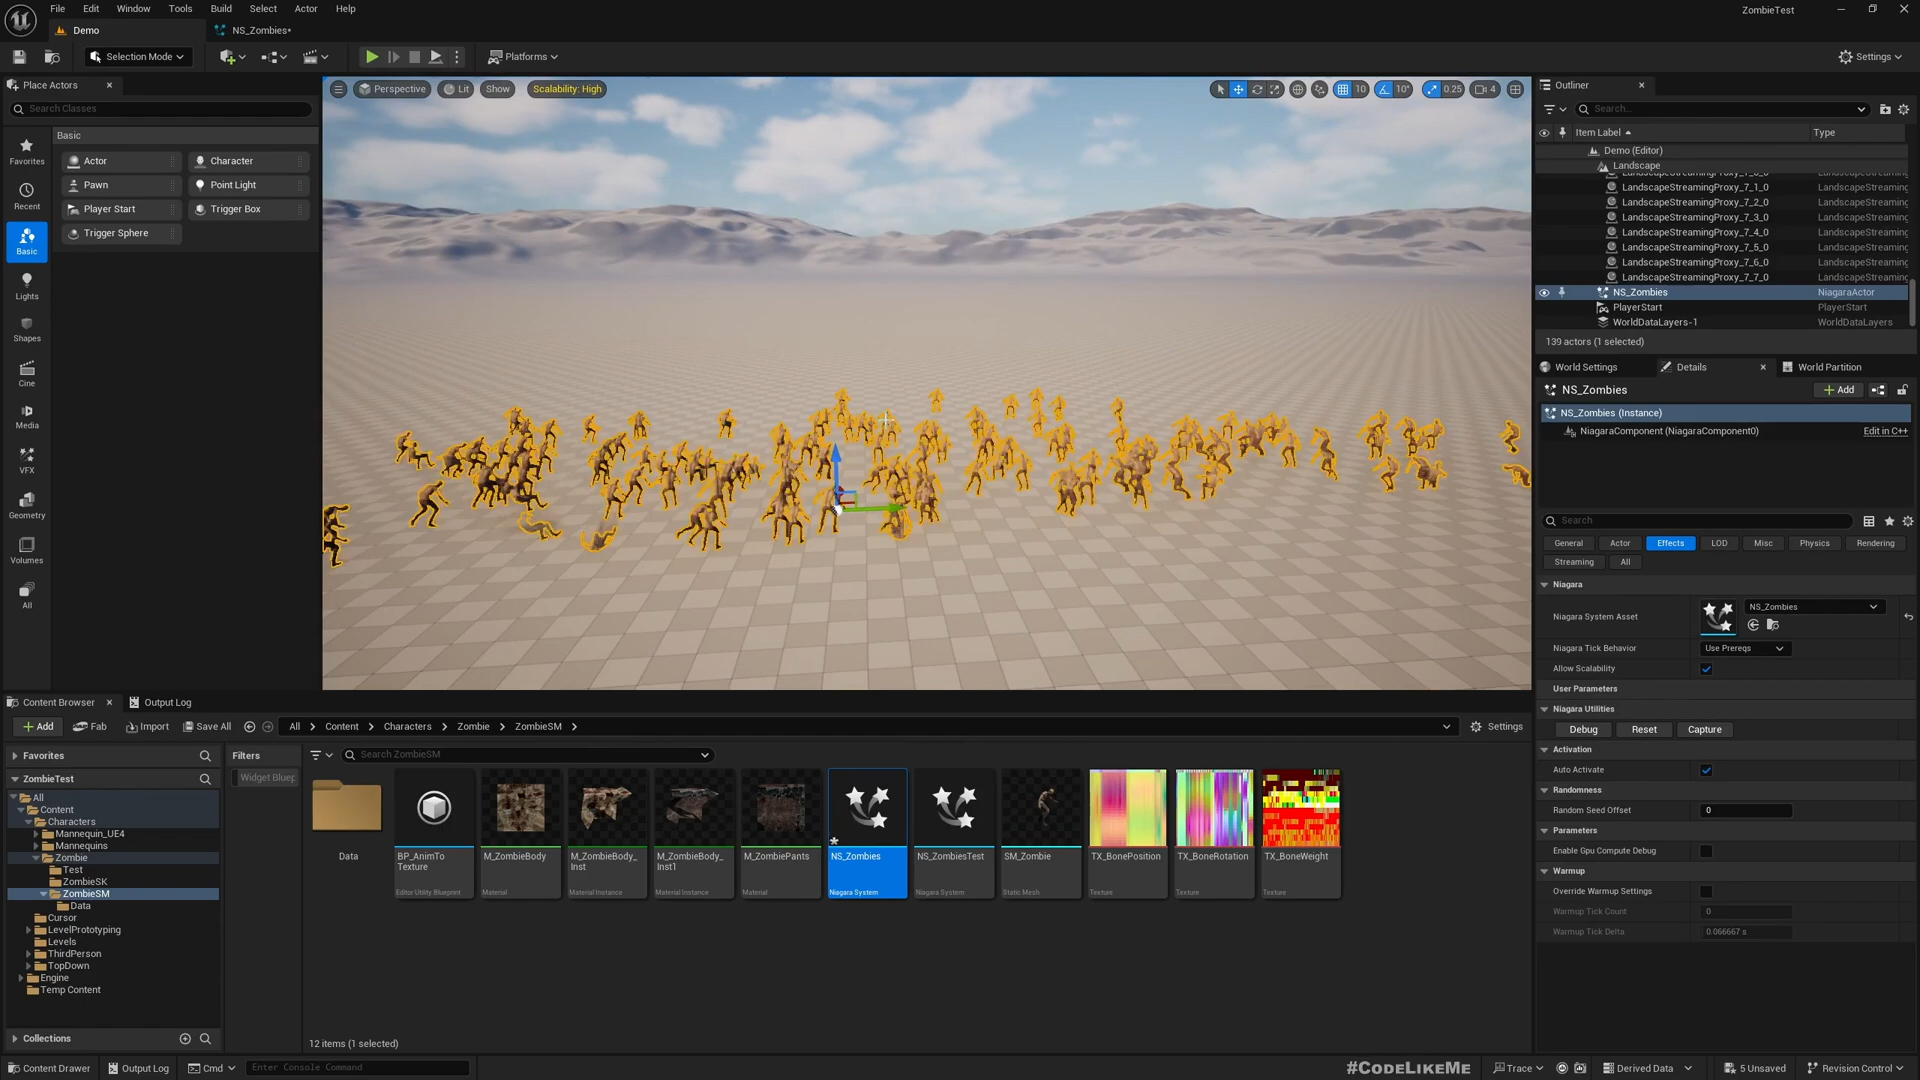 File Edit Window Tools Build Select Actor Help
ZombieTest
Demo
NS_Zombies*
Selection Mode
Platforms
Settings
Place Actors
Search Classes
Basic
Favorites
Recent
Basic
Lights
Shapes
Cine
Media
VFX
Geometry
Volumes
All
Actor
Character
Pawn
Point Light
Player Start
Trigger Box
Trigger Sphere
Perspective
Lit
Show
Scalability: High
10
10°
0.25
4
Outliner
Search...
Item Label
Type
Demo (Editor)
Landscape
LandscapeStreamingProxy_7_1_0 LandscapeStreaming
LandscapeStreamingProxy_7_2_0 LandscapeStreaming
LandscapeStreamingProxy_7_3_0 LandscapeStreaming
LandscapeStreamingProxy_7_4_0 LandscapeStreaming
LandscapeStreamingProxy_7_5_0 LandscapeStreaming
LandscapeStreamingProxy_7_6_0 LandscapeStreaming
LandscapeStreamingProxy_7_7_0 LandscapeStreaming
NS_Zombies NiagaraActor
PlayerStart PlayerStart
WorldDataLayers-1 WorldDataLayers
139 actors (1 selected)
World Settings
Details
World Partition
NS_Zombies
Add
NS_Zombies (Instance)
NiagaraComponent (NiagaraComponent0)
Edit in C++
Search
General
Actor
Effects
LOD
Misc
Physics
Rendering
Streaming
All
Niagara
Niagara System Asset
NS_Zombies
Niagara Tick Behavior
Use Prereqs
Allow Scalability
User Parameters
Niagara Utilities
Debug
Reset
Capture
Activation
Auto Activate
Randomness
Random Seed Offset
0
Parameters
Enable Gpu Compute Debug
Warmup
Override Warmup Settings
Warmup Tick Count
0
Warmup Tick Delta
0.066667 s
Content Browser
Output Log
Add
Fab
Import
Save All
All
Content
Characters
Zombie
ZombieSM
Settings
Favorites
ZombieTest
All
Content
Characters
Mannequin_UE4
Mannequins
Zombie
Test
ZombieSK
ZombieSM
Data
Cursor
LevelPrototyping
Levels
ThirdPerson
TopDown
Engine
Temp Content
Collections
Filters
Widget Bluep
Search ZombieSM
Data
BP_AnimTo
Texture
Editor Utility Blueprint
M_ZombieBody
Material
M_ZombieBody_
Inst
Material Instance
M_ZombieBody_
Inst1
Material Instance
M_ZombiePants
Material
NS_Zombies
Niagara System
NS_ZombiesTest
Niagara System
SM_Zombie
Static Mesh
TX_BonePosition
Texture
TX_BoneRotation
Texture
TX_BoneWeight
Texture
12 items (1 selected)
Content Drawer
Output Log
Cmd
Enter Console Command
#CODELIKEME
Trace
Derived Data
5 Unsaved
Revision Control